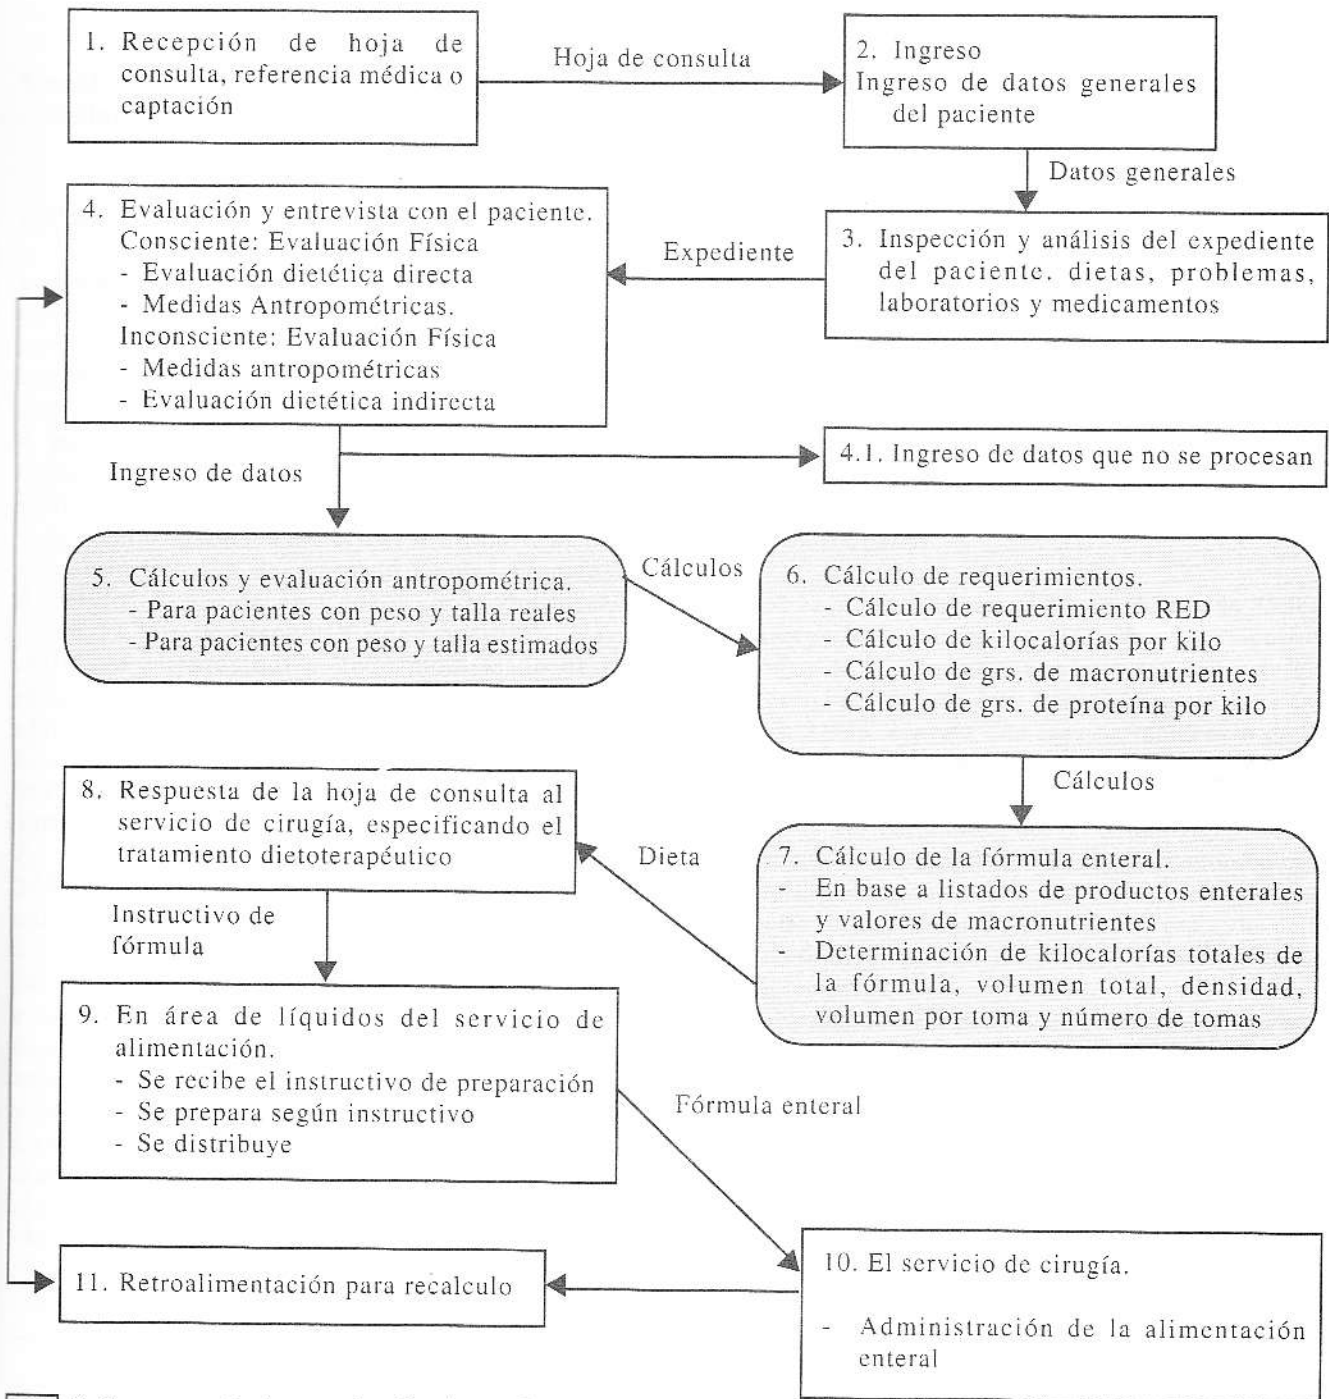 1. Recepción de hoja de
consulta, referencia médica o
captación
Hoja de consulta
2. Ingreso
Ingreso de datos generales
del paciente
Datos generales
3. Inspección y análisis del expediente
del paciente. dietas, problemas,
laboratorios y medicamentos
Expediente
4. Evaluación y entrevista con el paciente.
Consciente: Evaluación Física
- Evaluación dietética directa
- Medidas Antropométricas.
Inconsciente: Evaluación Física
- Medidas antropométricas
- Evaluación dietética indirecta
Ingreso de datos
4.1. Ingreso de datos que no se procesan
5. Cálculos y evaluación antropométrica.
- Para pacientes con peso y talla reales
- Para pacientes con peso y talla estimados
Cálculos
6. Cálculo de requerimientos.
- Cálculo de requerimiento RED
- Cálculo de kilocalorías por kilo
- Cálculo de grs. de macronutrientes
- Cálculo de grs. de proteína por kilo
Cálculos
7. Cálculo de la fórmula enteral.
- En base a listados de productos enterales
y valores de macronutrientes
- Determinación de kilocalorías totales de
la fórmula, volumen total, densidad,
volumen por toma y número de tomas
Dieta
8. Respuesta de la hoja de consulta al
servicio de cirugía, especificando el
tratamiento dietoterapéutico
Instructivo de
fórmula
9. En área de líquidos del servicio de
alimentación.
- Se recibe el instructivo de preparación
- Se prepara según instructivo
- Se distribuye
Fórmula enteral
10. El servicio de cirugía.
- Administración de la alimentación
enteral
11. Retroalimentación para recalculo